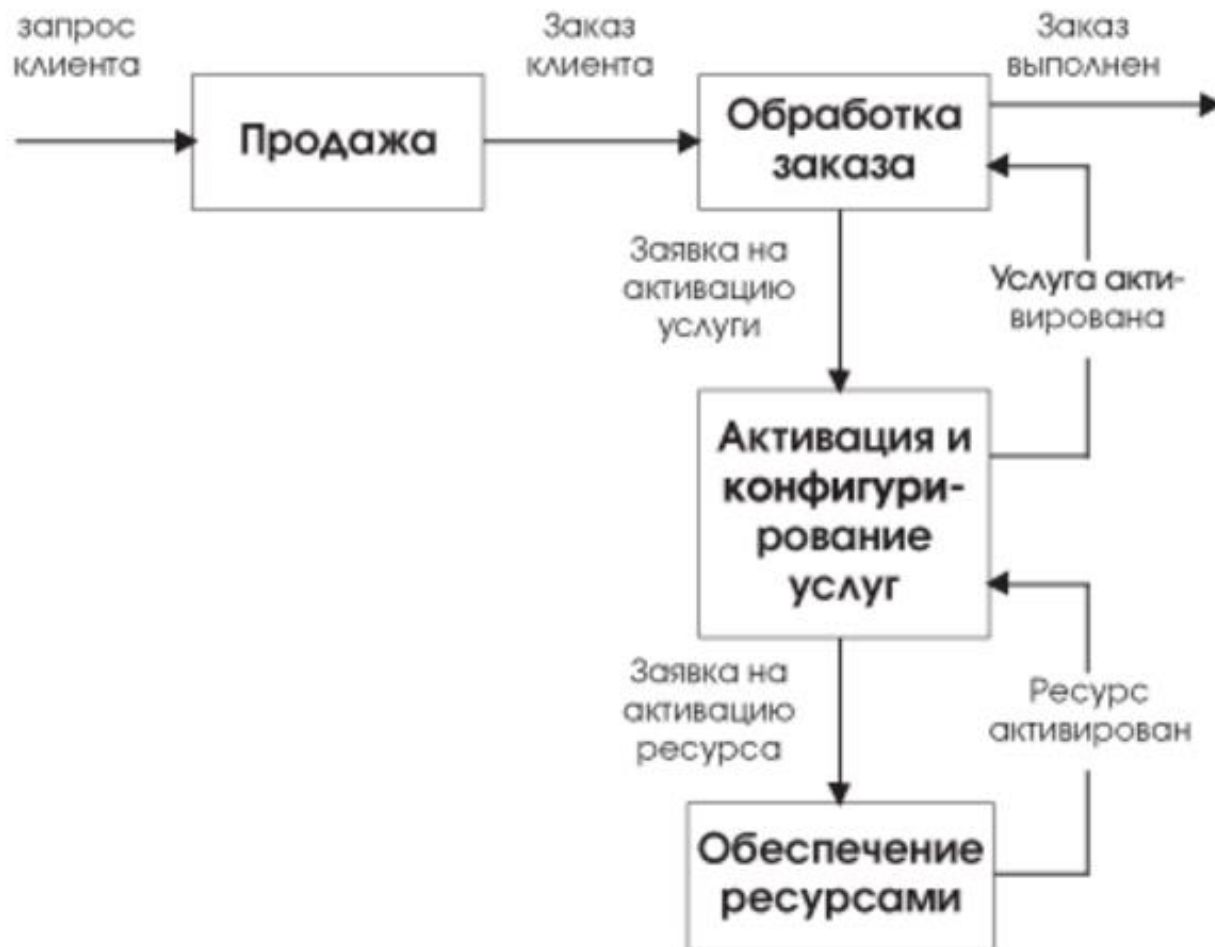 запрос
клиента
Заказ
клиента
Заказ
выполнен
Продажа
Обработка
заказа
Заявка на
активацию
услуги
Услуга акти-
вирована
Активация и
конфигури-
рование
услуг
Заявка на
активацию
ресурса
Ресурс
активирован
Обеспечение
ресурсами